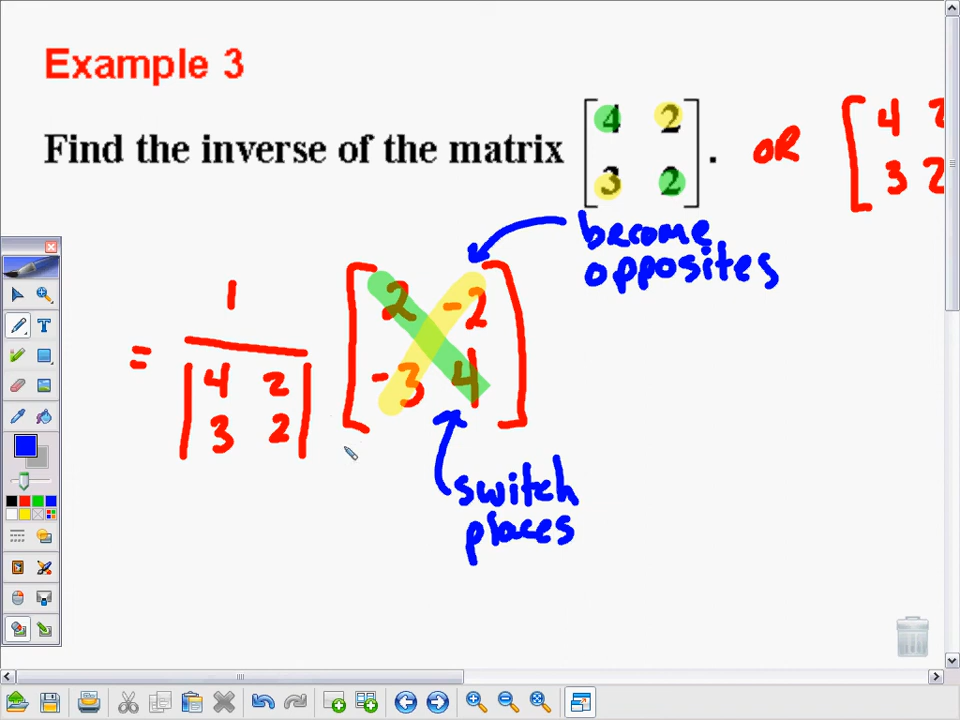 Example 3
Find the inverse of the matrix [4 2
3 2]. OR [4 2
3 2
become
opposites
= 1
|4 2
3 2| [2 -2
-3 4]
switch
places